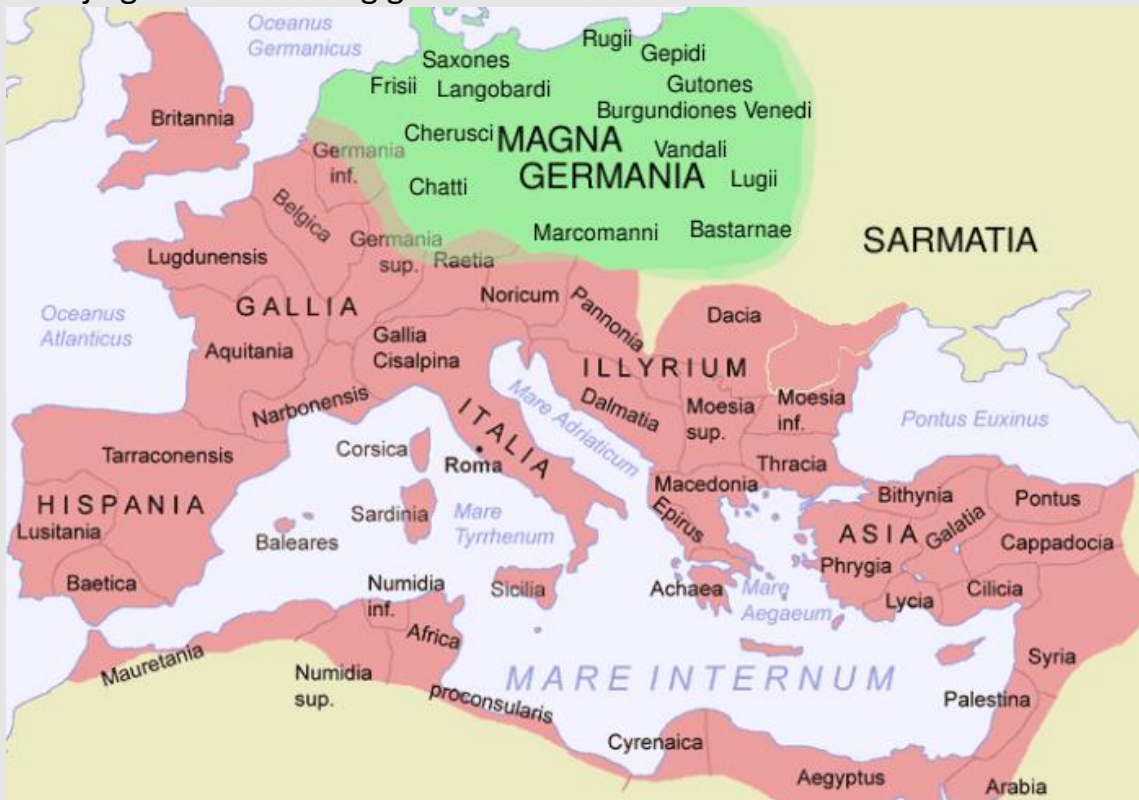 Oceanus
Germanicus
Rugii
Gepidi
Saxones
Frisii
Langobardi
Gutones
Burgundiones
Venedi
Britannia
Cherusci
MAGNA
GERMANIA
Vandali
Lugii
Germania
inf.
Chatti
Belgica
Marcomanni
Bastarnae
SARMATIA
Lugdunensis
Germania
sup.
Raetia
Noricum
Pannonia
Dacia
Oceanus
Atlanticus
GALLIA
Gallia
Cisalpina
Aquitania
ILLYRIUM
Narbonensis
Mare Adriaticum
Dalmatia
Moesia
sup.
Moesia
inf.
Pontus Euxinus
ITALIA
Corsica
Roma
Tarraconensis
Thracia
Macedonia
Bithynia
Pontus
HISPANIA
Sardinia
Mare
Tyrrhenum
Epirus
ASIA
Galatia
Cappadocia
Lusitania
Baleares
Phrygia
Baetica
Numidia
inf.
Sicilia
Achaea
Mare
Aegaeum
Lycia
Cilicia
Africa
proconsularis
Mauretania
Numidia
sup.
MARE INTERNUM
Syria
Palestina
Cyrenaica
Aegyptus
Arabia